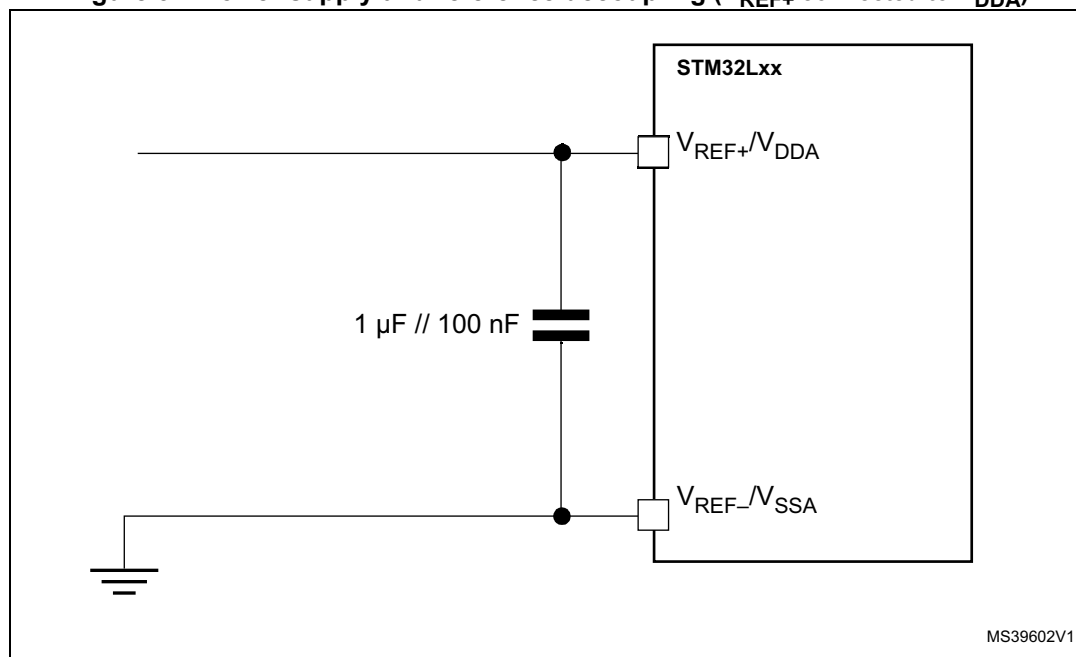 STM32Lxx
VREF+/VDDA
1 µF // 100 nF
VREF–/VSSA
MS39602V1